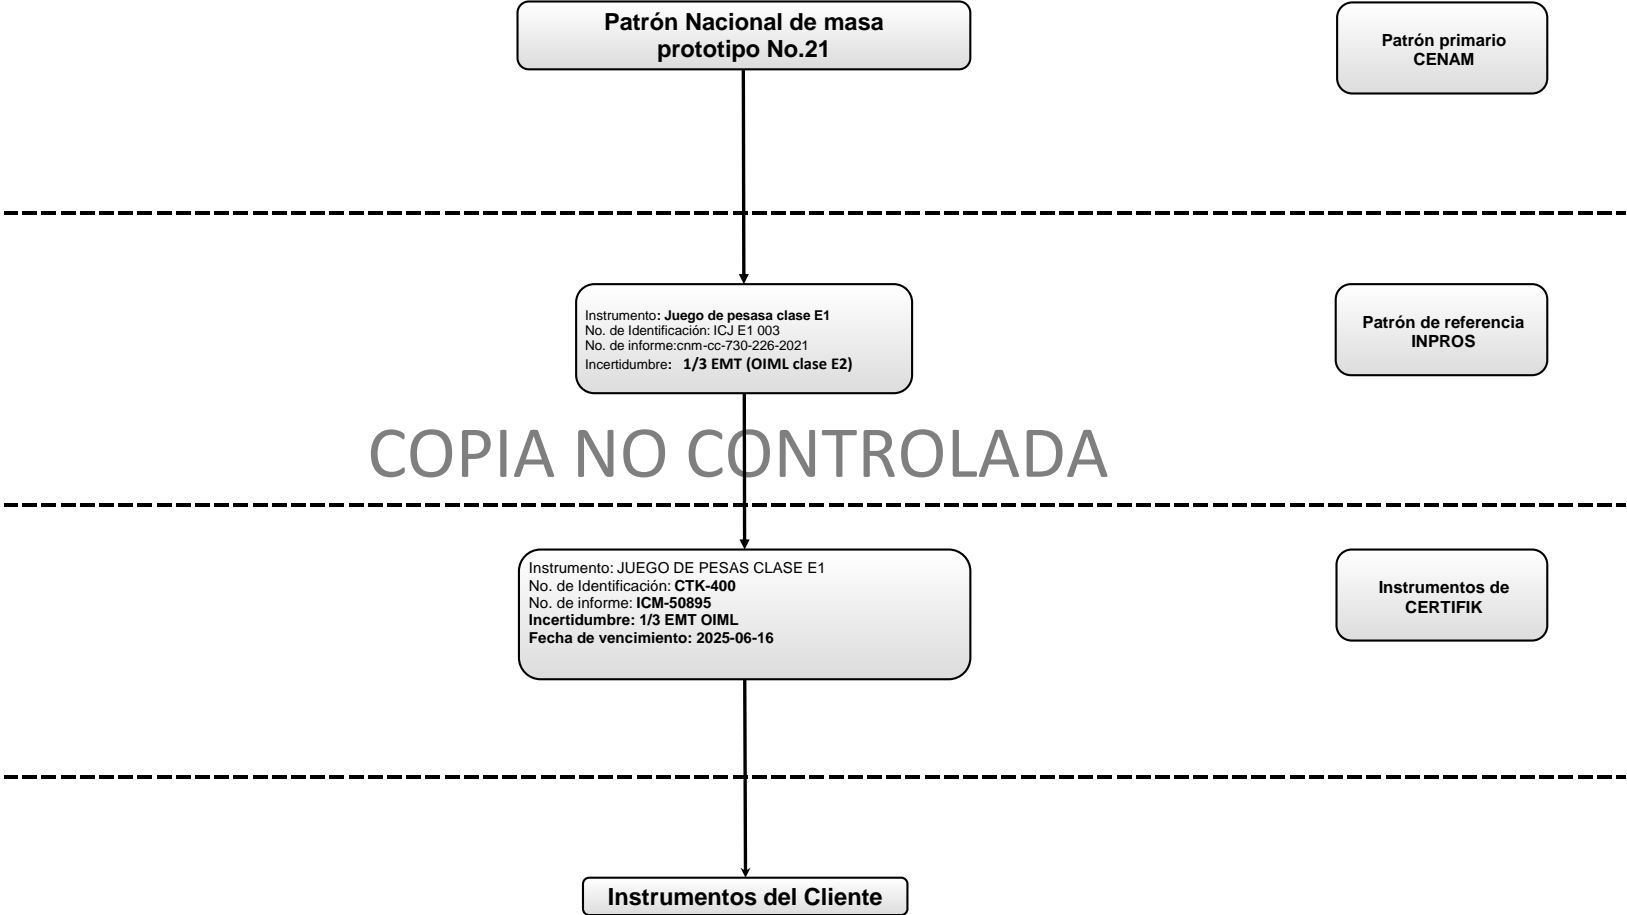 Patrón Nacional de masa
prototipo No.21
Patrón primario
CENAM
Instrumento: Juego de pesasa clase E1
No. de Identificación: ICJ E1 003
No. de informe:cnm-cc-730-226-2021
Incertidumbre: 1/3 EMT (OIML clase E2)
Patrón de referencia
INPROS
COPIA NO CONTROLADA
Instrumento: JUEGO DE PESAS CLASE E1
No. de Identificación: CTK-400
No. de informe: ICM-50895
Incertidumbre: 1/3 EMT OIML
Fecha de vencimiento: 2025-06-16
Instrumentos de
CERTIFIK
Instrumentos del Cliente